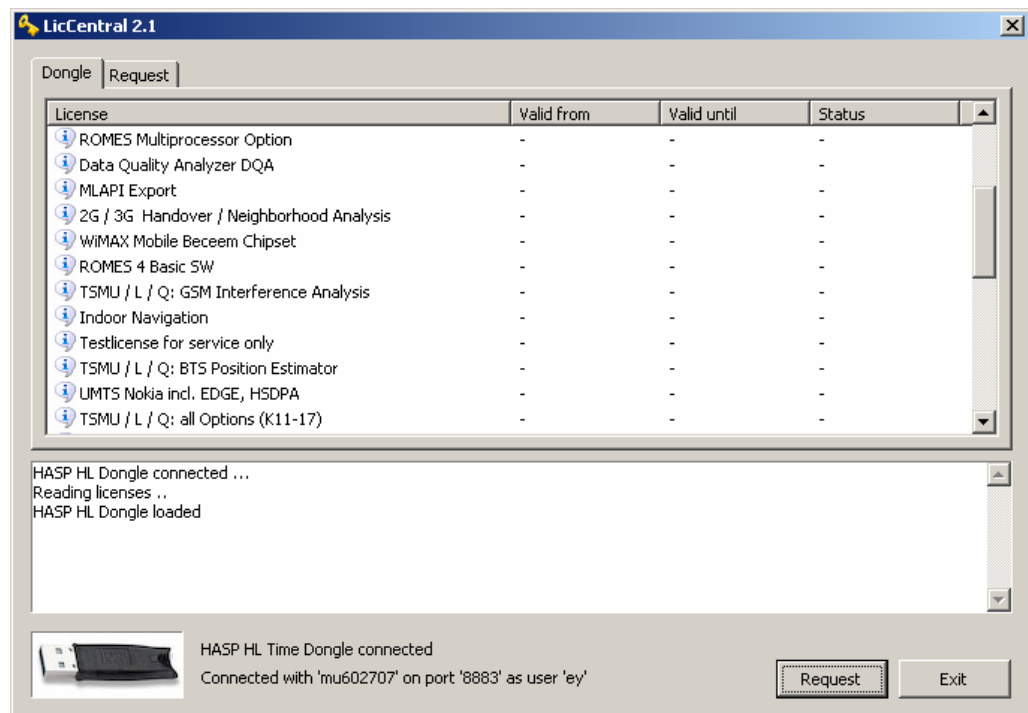 LicCentral 2.1
Dongle Request
License Valid from Valid until Status
ROMES Multiprocessor Option - - -
Data Quality Analyzer DQA - - -
MLAPI Export - - -
2G / 3G  Handover / Neighborhood Analysis - - -
WiMAX Mobile Beceem Chipset - - -
ROMES 4 Basic SW - - -
TSMU / L / Q: GSM Interference Analysis - - -
Indoor Navigation - - -
Testlicense for service only - - -
TSMU / L / Q: BTS Position Estimator - - -
UMTS Nokia incl. EDGE, HSDPA - - -
TSMU / L / Q: all Options (K11-17) - - -
HASP HL Dongle connected ...
Reading licenses ..
HASP HL Dongle loaded
HASP HL Time Dongle connected
Connected with 'mu602707' on port '8883' as user 'ey'
Request Exit